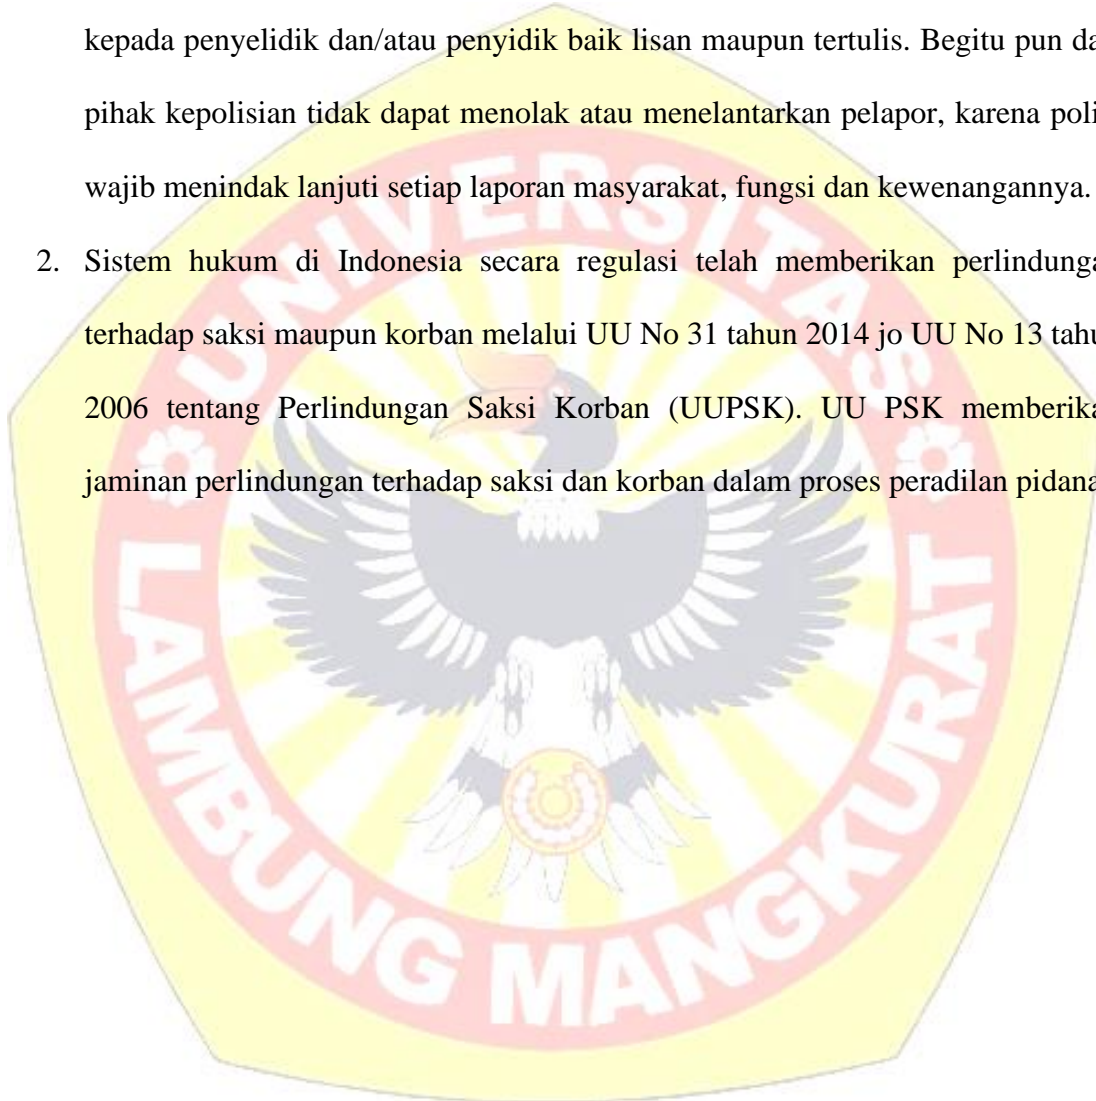 kepada penyelidik dan/atau penyidik baik lisan maupun tertulis. Begitu pun da
pihak kepolisian tidak dapat menolak atau menelantarkan pelapor, karena poli
wajib menindak lanjuti setiap laporan masyarakat, fungsi dan kewenangannya.
2. Sistem hukum di Indonesia secara regulasi telah memberikan perlindunga
terhadap saksi maupun korban melalui UU No 31 tahun 2014 jo UU No 13 tahu
2006 tentang Perlindungan Saksi Korban (UUPSK). UU PSK memberika
jaminan perlindungan terhadap saksi dan korban dalam proses peradilan pidana
UNIVERSITAS
LAMBUNG MANGKURAT